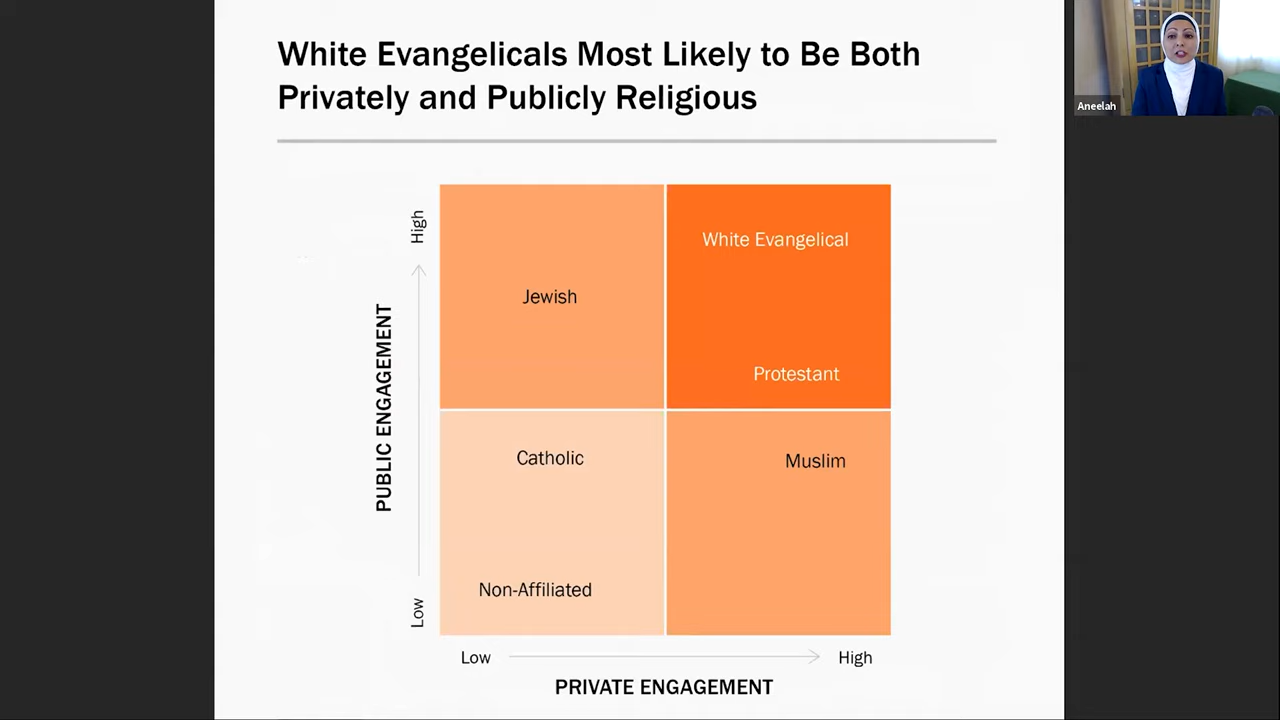 White Evangelicals Most Likely to Be Both
Privately and Publicly Religious
Aneelah
High
White Evangelical
Jewish
PUBLIC ENGAGEMENT
Protestant
Catholic
Muslim
Non-Affiliated
Low
Low
High
PRIVATE ENGAGEMENT